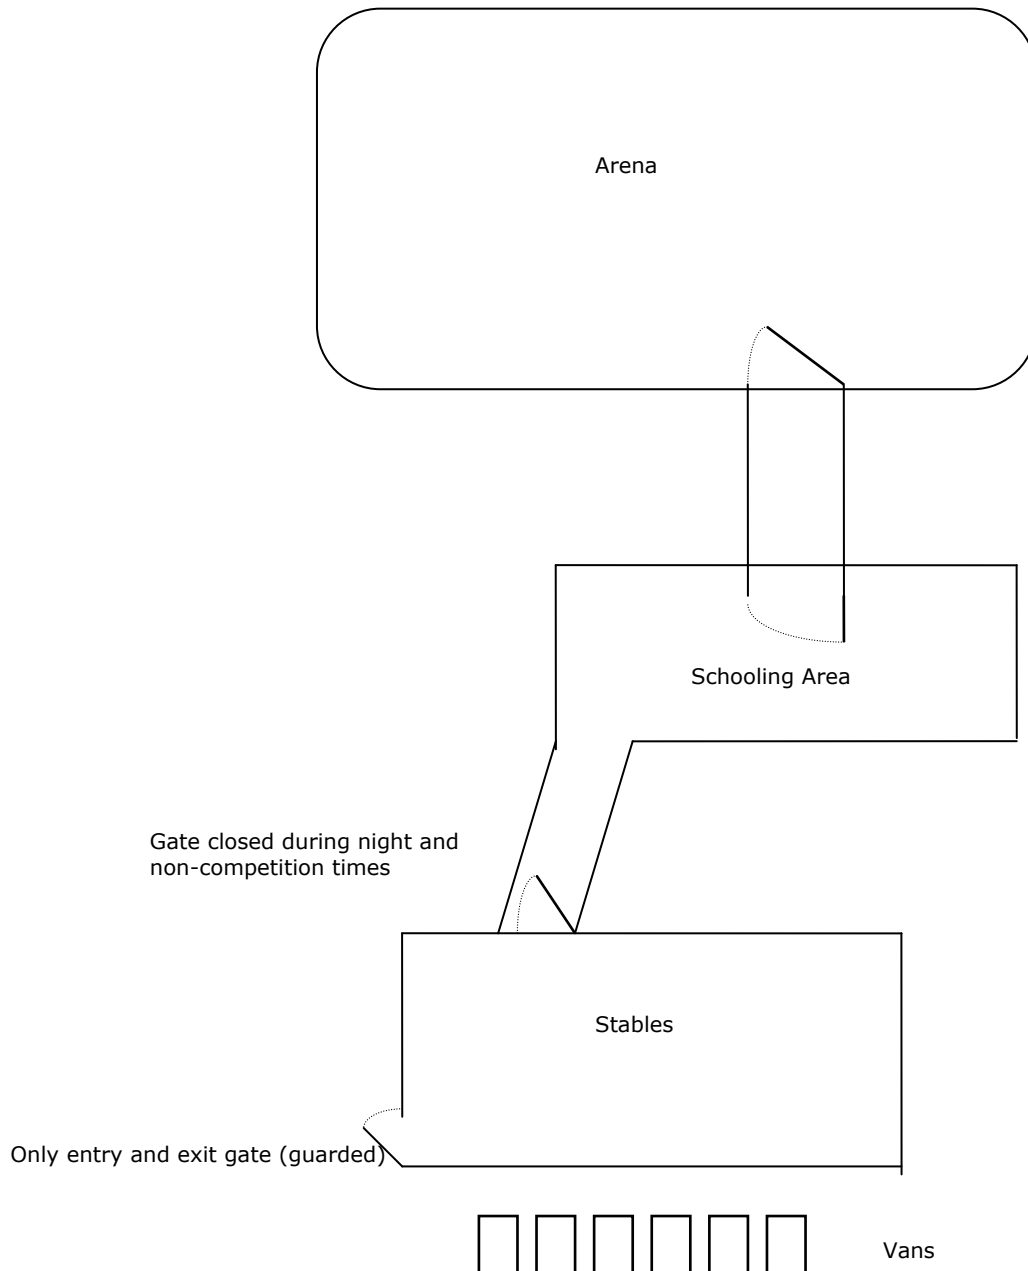 Arena
Schooling Area
Gate closed during night and
non-competition times
Stables
Only entry and exit gate (guarded)
Vans